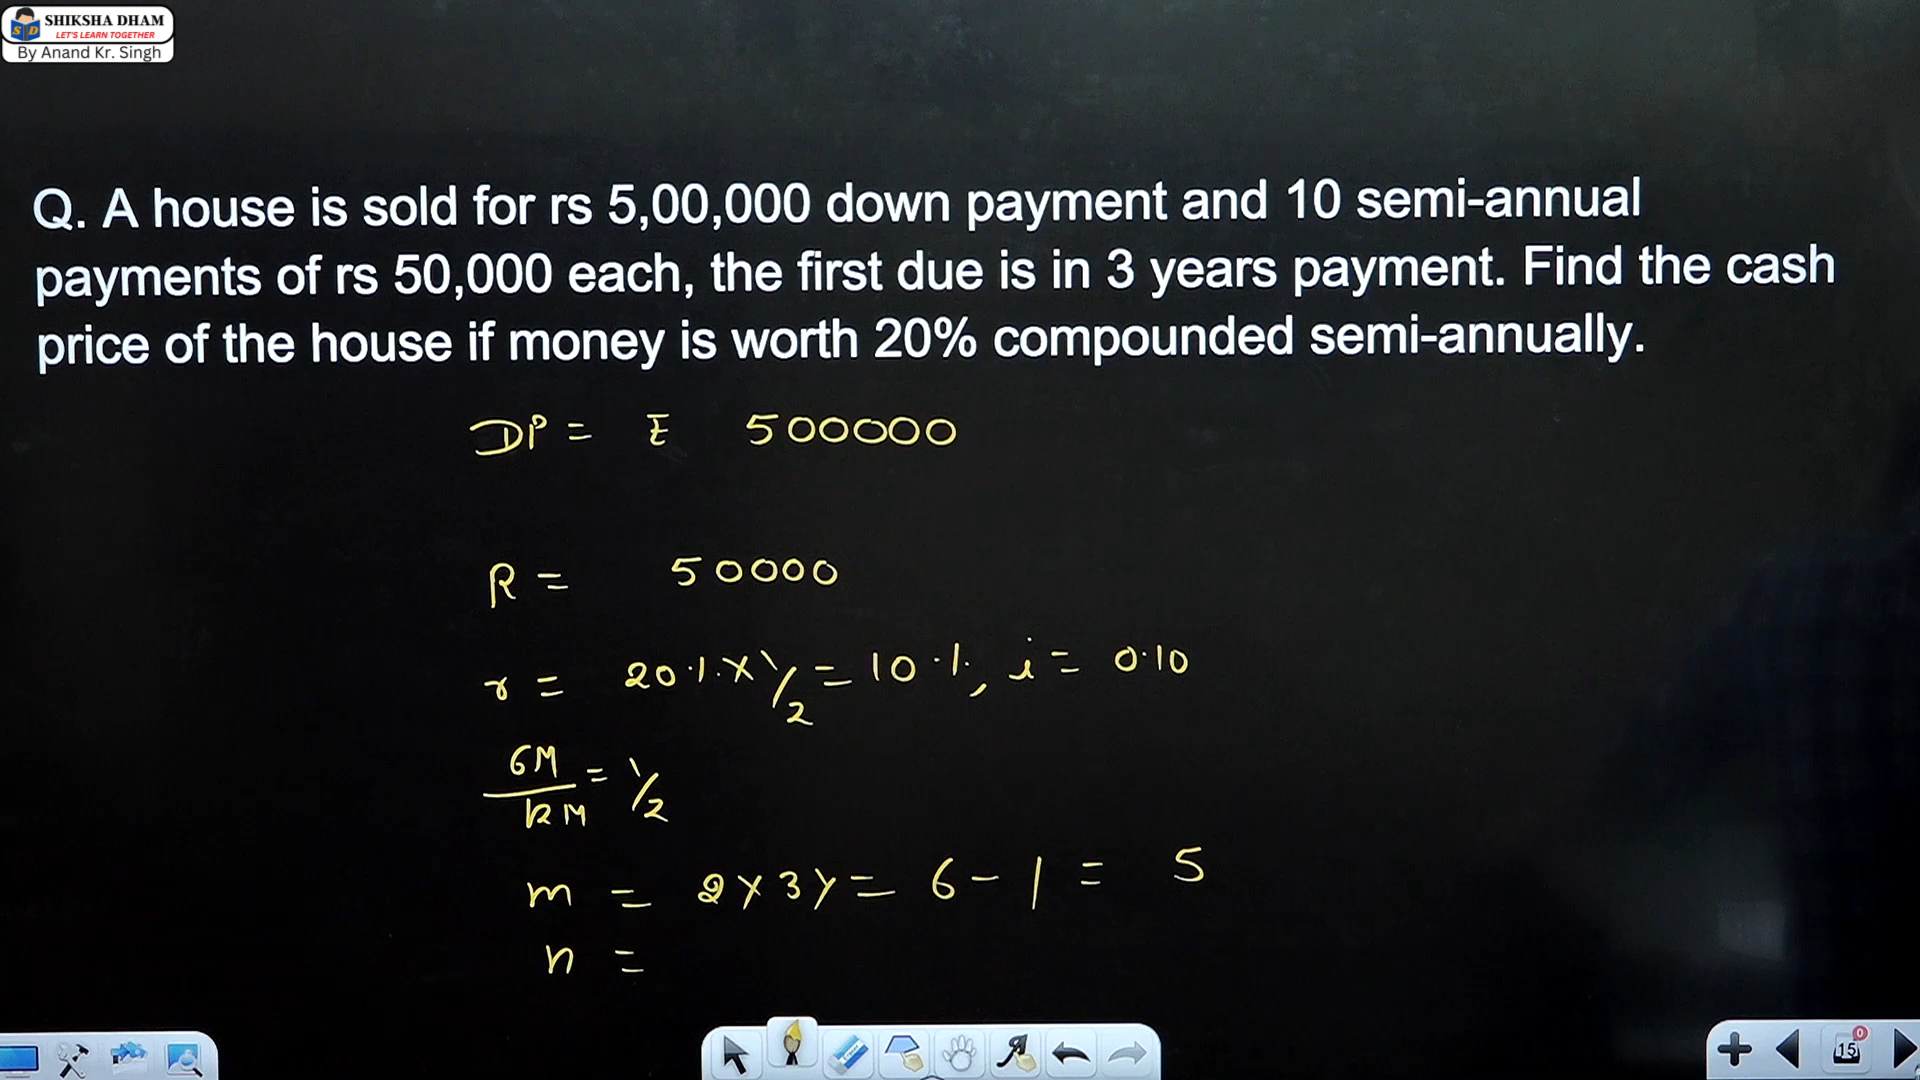 SHIKSHA DHAM
LET'S LEARN TOGETHER
By Anand Kr. Singh
Q. A house is sold for rs 5,00,000 down payment and 10 semi-annual
payments of rs 50,000 each, the first due is in 3 years payment. Find the cash
price of the house if money is worth 20% compounded semi-annually.
DP = ₹ 500000
R = 50000
r = 20% × 1/2 = 10%, i = 0.10
6M/12M = 1/2
m = 2 × 3y = 6 - 1 = 5
n =
15
0